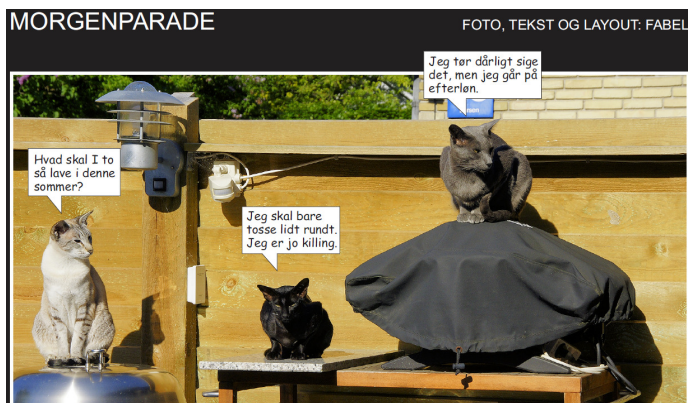 MORGENPARADE
FOTO, TEKST OG LAYOUT: FABEL
Jeg tør dårligt sige
det, men jeg går på
efterløn.
Hvad skal I to
så lave i denne
sommer?
Jeg skal bare
tosse lidt rundt.
Jeg er jo killing.